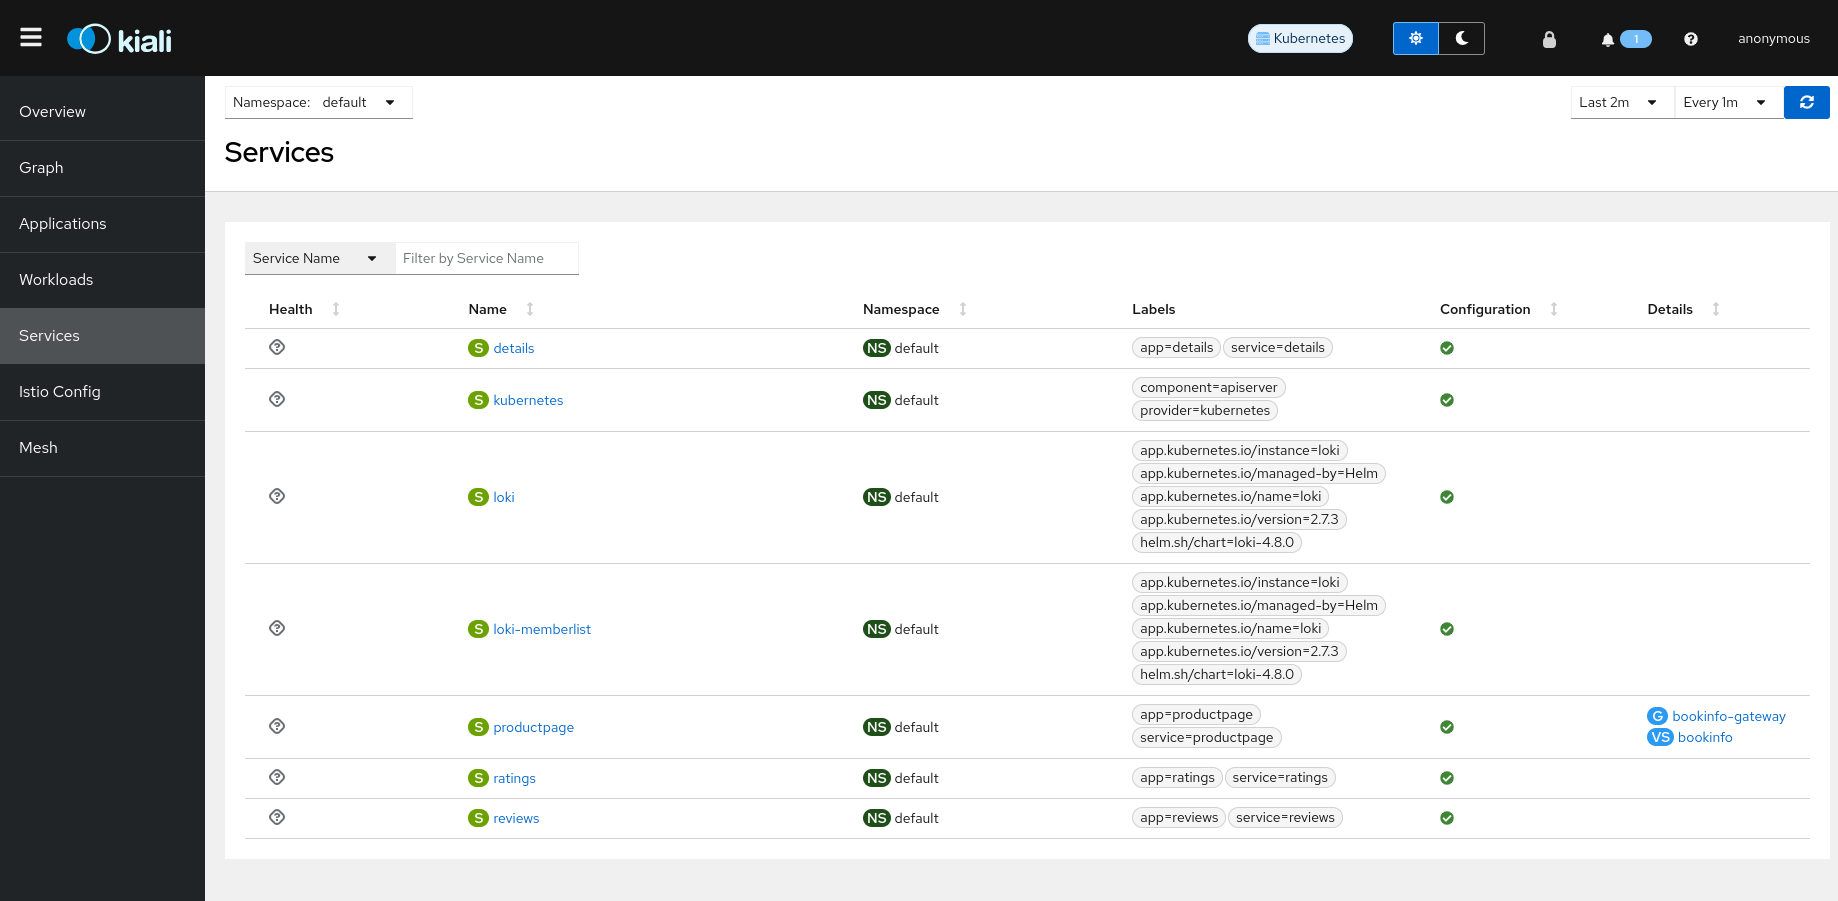 kiali
Kubernetes
1
anonymous
Overview
Graph
Applications
Workloads
Services
Istio Config
Mesh
Namespace: default
Last 2m
Every 1m
Services
Service Name
Filter by Service Name
Health Name Namespace Labels Configuration Details
S details NS default app=details service=details
S kubernetes NS default component=apiserver
provider=kubernetes
S loki NS default app.kubernetes.io/instance=loki
app.kubernetes.io/managed-by=Helm
app.kubernetes.io/name=loki
app.kubernetes.io/version=2.7.3
helm.sh/chart=loki-4.8.0
S loki-memberlist NS default app.kubernetes.io/instance=loki
app.kubernetes.io/managed-by=Helm
app.kubernetes.io/name=loki
app.kubernetes.io/version=2.7.3
helm.sh/chart=loki-4.8.0
S productpage NS default app=productpage
service=productpage
G bookinfo-gateway
VS bookinfo
S ratings NS default app=ratings service=ratings
S reviews NS default app=reviews service=reviews